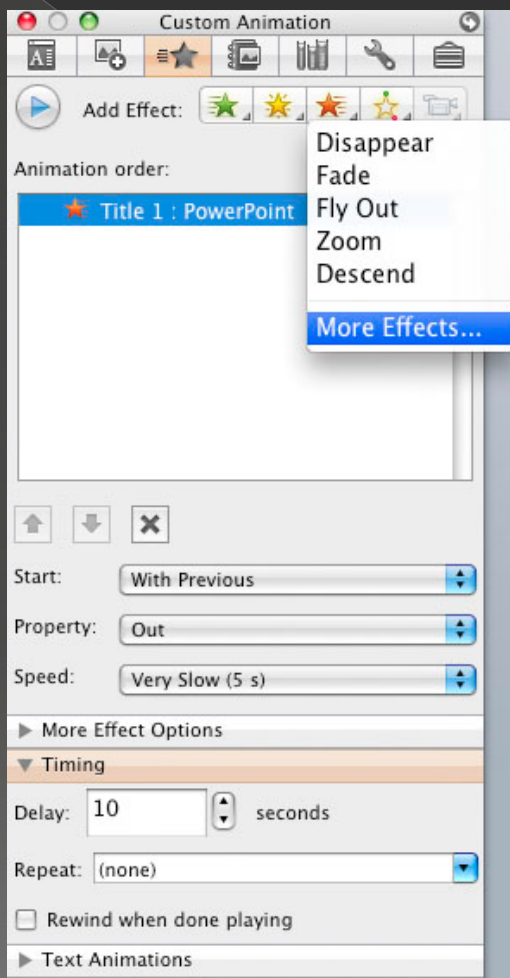 Custom Animation
A
Add Effect:
Disappear
Fade
Fly Out
Zoom
Descend
More Effects...
Animation order:
Title 1 : PowerPoint
Start: With Previous
Property: Out
Speed: Very Slow (5 s)
More Effect Options
Timing
Delay: 10 seconds
Repeat: (none)
Rewind when done playing
Text Animations